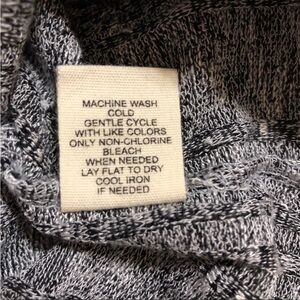 MACHINE WASH
COLD
GENTLE CYCLE
WITH LIKE COLORS
ONLY NON-CHLORINE
BLEACH
WHEN NEEDED
LAY FLAT TO DRY
COOL IRON
IF NEEDED